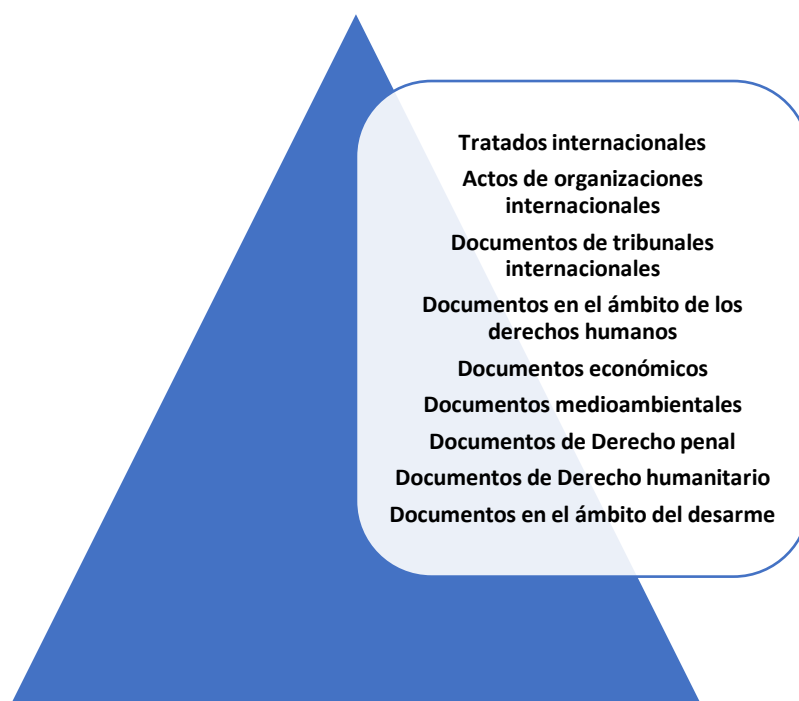 Tratados internacionales
Actos de organizaciones
internacionales
Documentos de tribunales
internacionales
Documentos en el ámbito de los
derechos humanos
Documentos económicos
Documentos medioambientales
Documentos de Derecho penal
Documentos de Derecho humanitario
Documentos en el ámbito del desarme